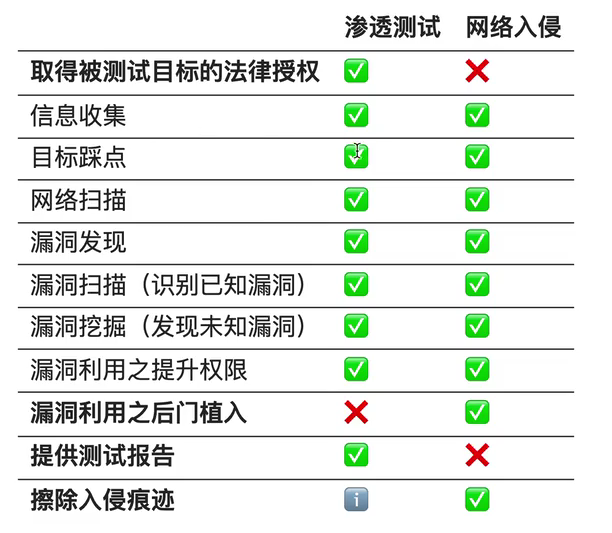 渗透测试 网络入侵
取得被测试目标的法律授权 ✅ ❌
信息收集 ✅ ✅
目标踩点 ✅ ✅
网络扫描 ✅ ✅
漏洞发现 ✅ ✅
漏洞扫描（识别已知漏洞） ✅ ✅
漏洞挖掘（发现未知漏洞） ✅ ✅
漏洞利用之提升权限 ✅ ✅
漏洞利用之后门植入 ❌ ✅
提供测试报告 ✅ ❌
擦除入侵痕迹 ℹ️ ✅